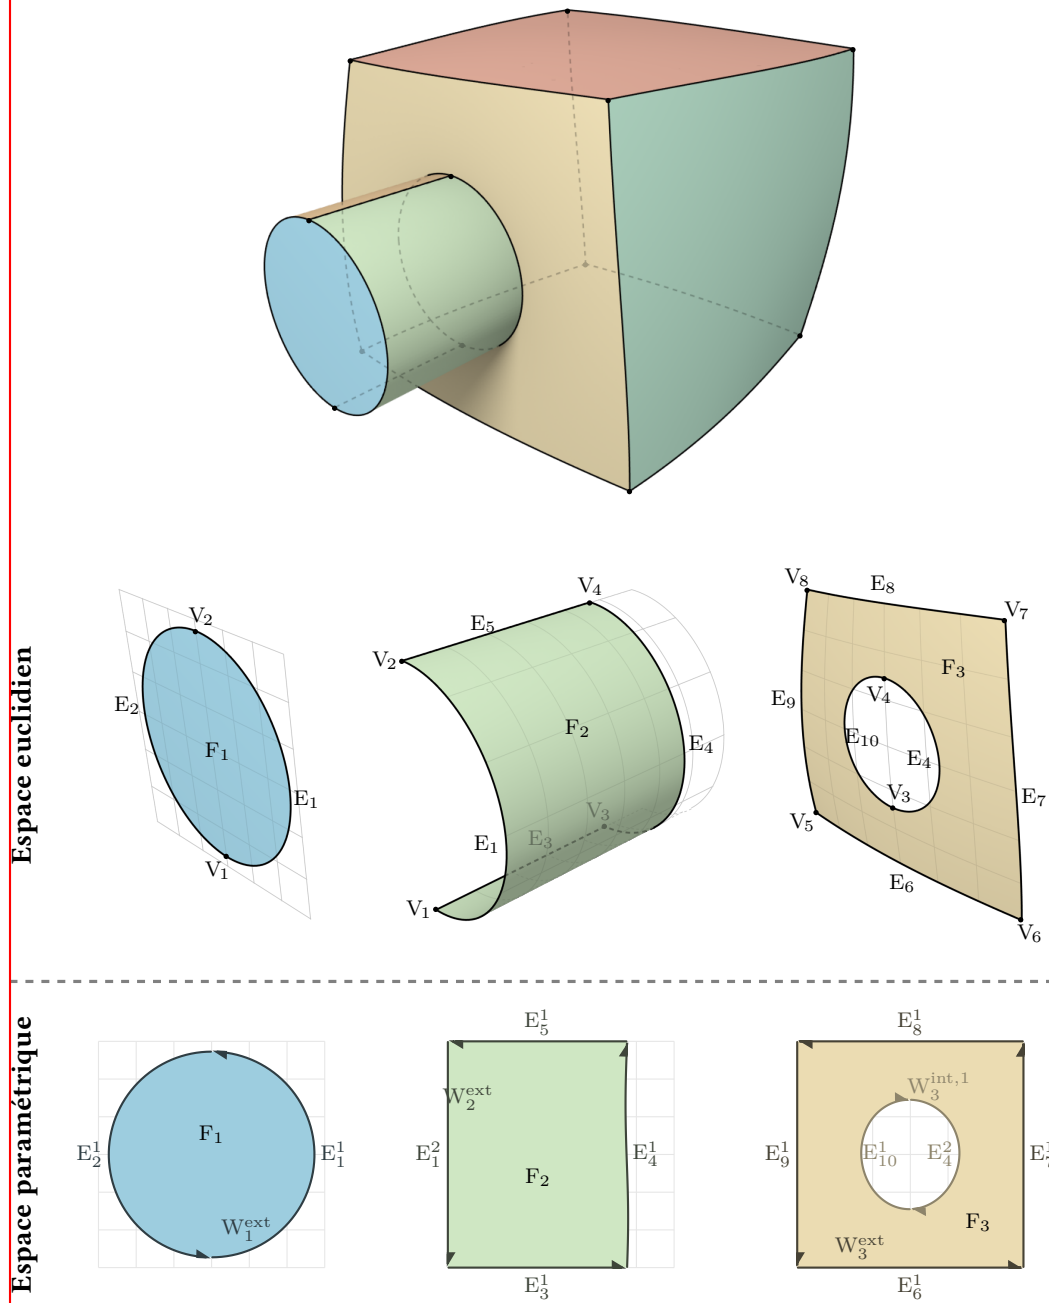 Espace euclidien
V₂
E₂
F₁
E₁
V₁
V₄
E₅
V₂
F₂
E₄
V₃
E₃
E₁
V₁
V₈
E₈
V₇
F₃
E₉
V₄
E₁₀
E₄
V₃
E₇
V₅
E₆
V₆
Espace paramétrique
F₁
E₂¹
E₁¹
W₁ᵉˣᵗ
E₅¹
W₂ᵉˣᵗ
E₁²
E₄¹
F₂
E₃¹
E₈¹
W₃ⁱⁿᵗ,¹
E₉¹
E₁₀¹
E₄²
E₇¹
F₃
W₃ᵉˣᵗ
E₆¹